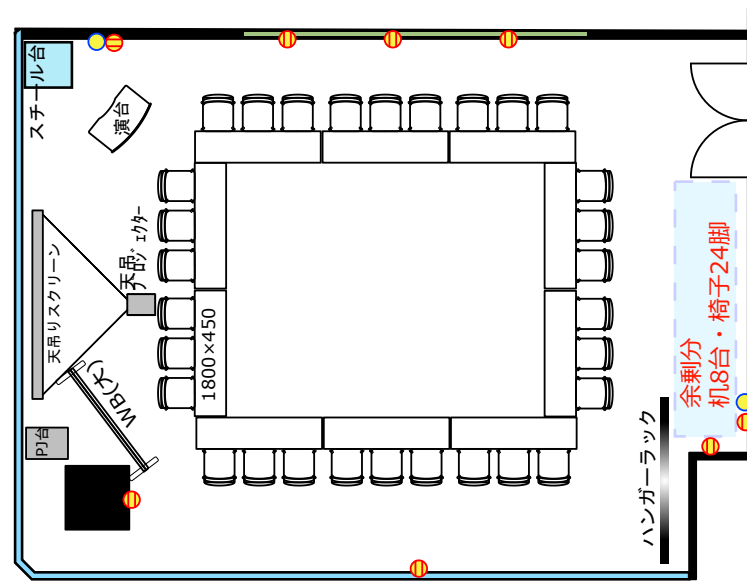 スチール台
演台
天吊りスクリーン
天吊
プロジェクター
1800×450
WB(大)
PJ台
ハンガーラック
余剰分
机8台・椅子24脚